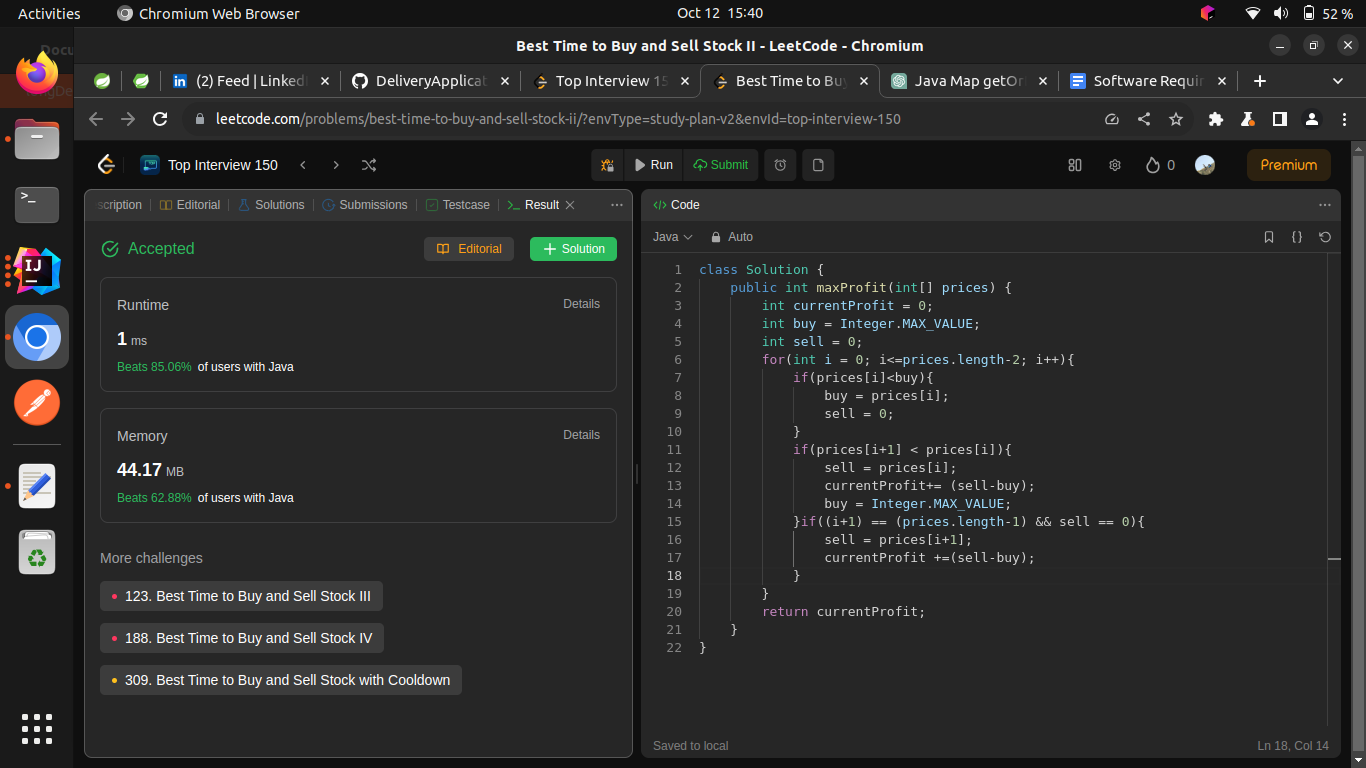 Activities
Chromium Web Browser
Oct 12 15:40
52 %
Best Time to Buy and Sell Stock II - LeetCode - Chromium
(2) Feed | LinkedI
DeliveryApplicat
Top Interview 15
Best Time to Buy
Java Map getOr
Software Requir
leetcode.com/problems/best-time-to-buy-and-sell-stock-ii/?envType=study-plan-v2&envId=top-interview-150
Top Interview 150
Run
Submit
0
Premium
scription
Editorial
Solutions
Submissions
Testcase
Result
Accepted
Editorial
Solution
Runtime
Details
1 ms
Beats 85.06% of users with Java
Memory
Details
44.17 MB
Beats 62.88% of users with Java
More challenges
123. Best Time to Buy and Sell Stock III
188. Best Time to Buy and Sell Stock IV
309. Best Time to Buy and Sell Stock with Cooldown
</> Code
Java
Auto
1 class Solution {
2 public int maxProfit(int[] prices) {
3 int currentProfit = 0;
4 int buy = Integer.MAX_VALUE;
5 int sell = 0;
6 for(int i = 0; i<=prices.length-2; i++){
7 if(prices[i]<buy){
8 buy = prices[i];
9 sell = 0;
10 }
11 if(prices[i+1] < prices[i]){
12 sell = prices[i];
13 currentProfit+= (sell-buy);
14 buy = Integer.MAX_VALUE;
15 }if((i+1) == (prices.length-1) && sell == 0){
16 sell = prices[i+1];
17 currentProfit +=(sell-buy);
18 }
19 }
20 return currentProfit;
21 }
22 }
Saved to local
Ln 18, Col 14